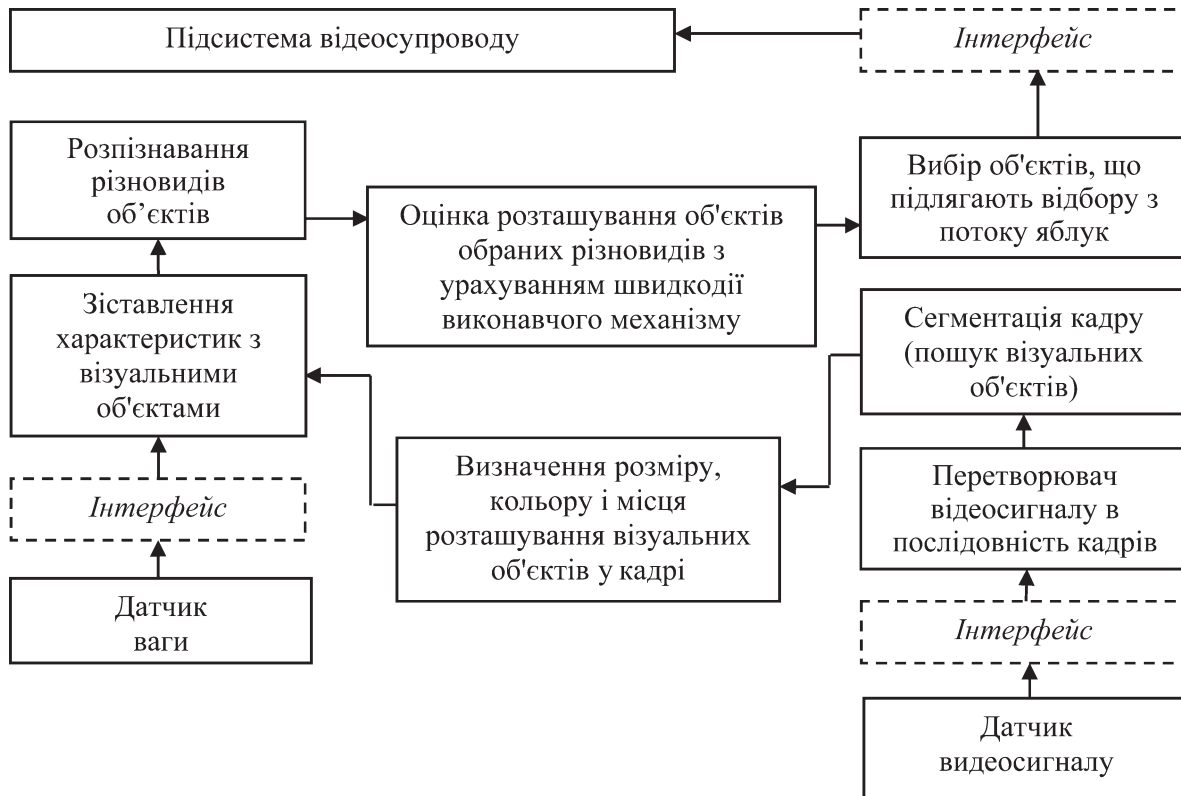 Підсистема відеосупроводу
Інтерфейс
Розпізнавання
різновидів
об’єктів
Оцінка розташування об'єктів
обраних різновидів з
урахуванням швидкодії
виконавчого механізму
Вибір об'єктів, що
підлягають відбору з
потоку яблук
Зіставлення
характеристик з
візуальними
об'єктами
Сегментація кадру
(пошук візуальних
об'єктів)
Визначення розміру,
кольору і місця
розташування візуальних
об'єктів у кадрі
Перетворювач
відеосигналу в
послідовність кадрів
Інтерфейс
Датчик
ваги
Інтерфейс
Датчик
видеосигналу